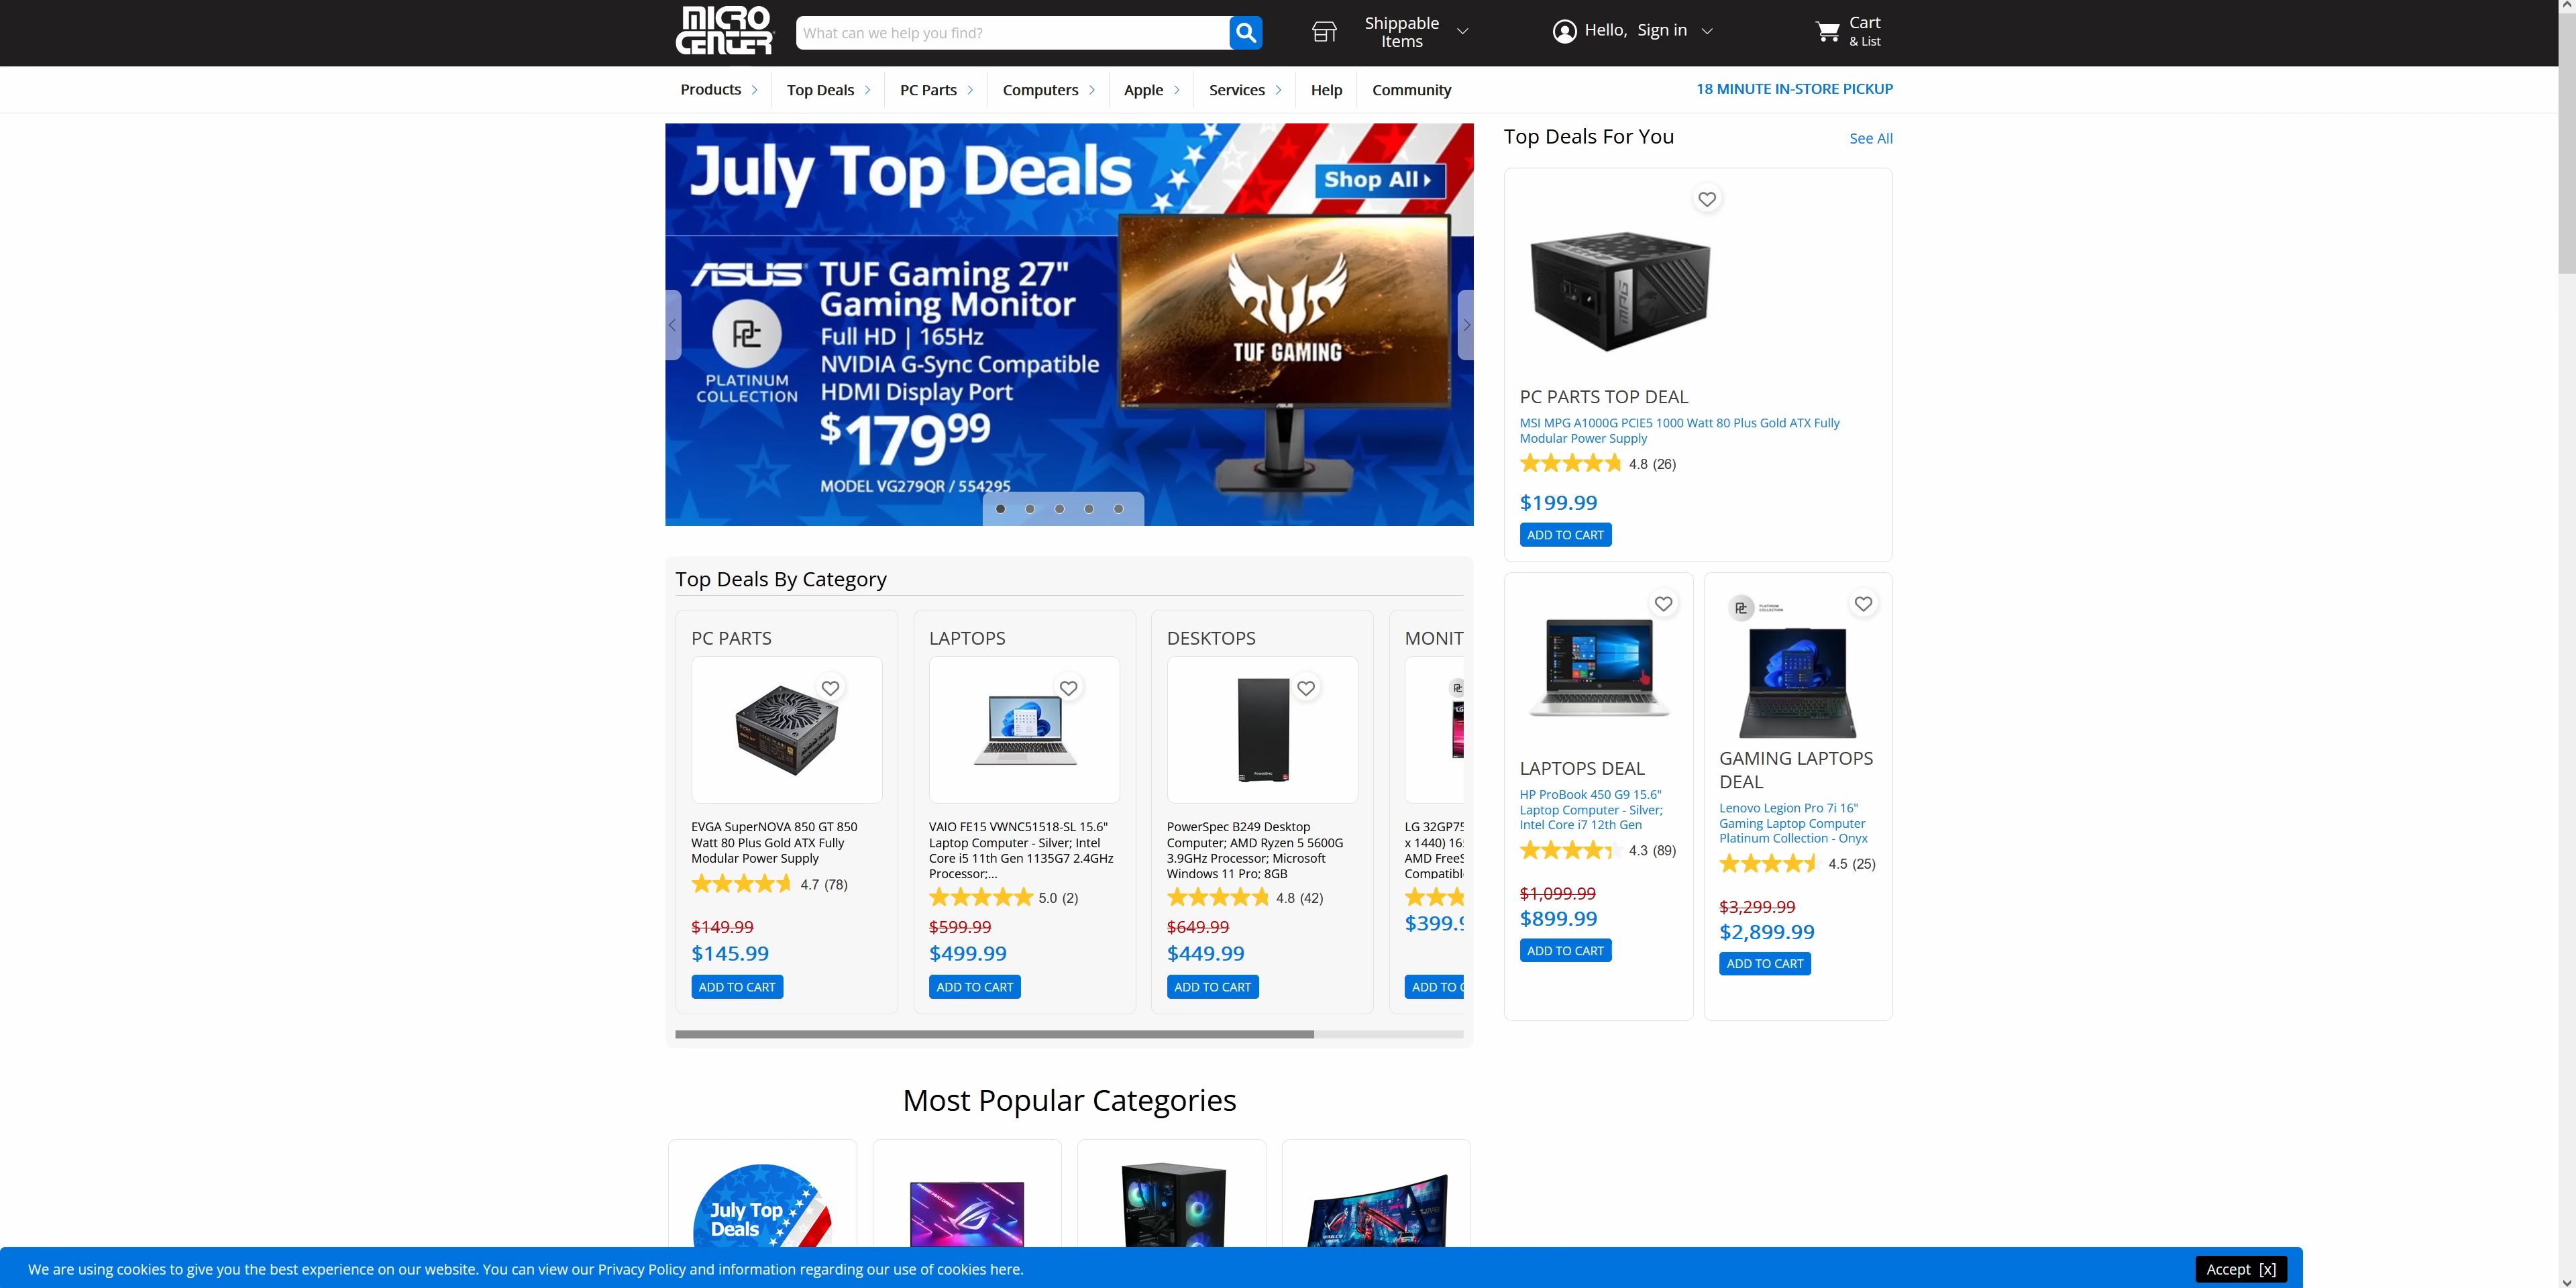 MICRO
CENTER
What can we help you find?
Shippable
Items
Hello, Sign in
Cart
& List
Products
Top Deals
PC Parts
Computers
Apple
Services
Help
Community
18 MINUTE IN-STORE PICKUP
July Top Deals
Shop All
ASUS
TUF Gaming 27"
Gaming Monitor
Full HD | 165Hz
NVIDIA G-Sync Compatible
HDMI Display Port
$179.99
MODEL VG279QR / 554295
PLATINUM
COLLECTION
TUF GAMING
Top Deals For You
See All
PC PARTS TOP DEAL
MSI MPG A1000G PCIE5 1000 Watt 80 Plus Gold ATX Fully
Modular Power Supply
4.8 (26)
$199.99
ADD TO CART
LAPTOPS DEAL
HP ProBook 450 G9 15.6"
Laptop Computer - Silver;
Intel Core i7 12th Gen
4.3 (89)
$1,099.99
$899.99
ADD TO CART
PLATINUM
COLLECTION
GAMING LAPTOPS
DEAL
Lenovo Legion Pro 7i 16"
Gaming Laptop Computer
Platinum Collection - Onyx
4.5 (25)
$3,299.99
$2,899.99
ADD TO CART
Top Deals By Category
PC PARTS
EVGA SuperNOVA 850 GT 850
Watt 80 Plus Gold ATX Fully
Modular Power Supply
4.7 (78)
$149.99
$145.99
ADD TO CART
LAPTOPS
VAIO FE15 VWNC51518-SL 15.6"
Laptop Computer - Silver; Intel
Core i5 11th Gen 1135G7 2.4GHz
Processor;...
5.0 (2)
$599.99
$499.99
ADD TO CART
DESKTOPS
PowerSpec B249 Desktop
Computer; AMD Ryzen 5 5600G
3.9GHz Processor; Microsoft
Windows 11 Pro; 8GB
4.8 (42)
$649.99
$449.99
ADD TO CART
MONIT
LG 32GP75
x 1440) 16
AMD Free
Compatibl
$399.9
ADD TO
Most Popular Categories
July Top
Deals
We are using cookies to give you the best experience on our website. You can view our Privacy Policy and information regarding our use of cookies here.
Accept [x]